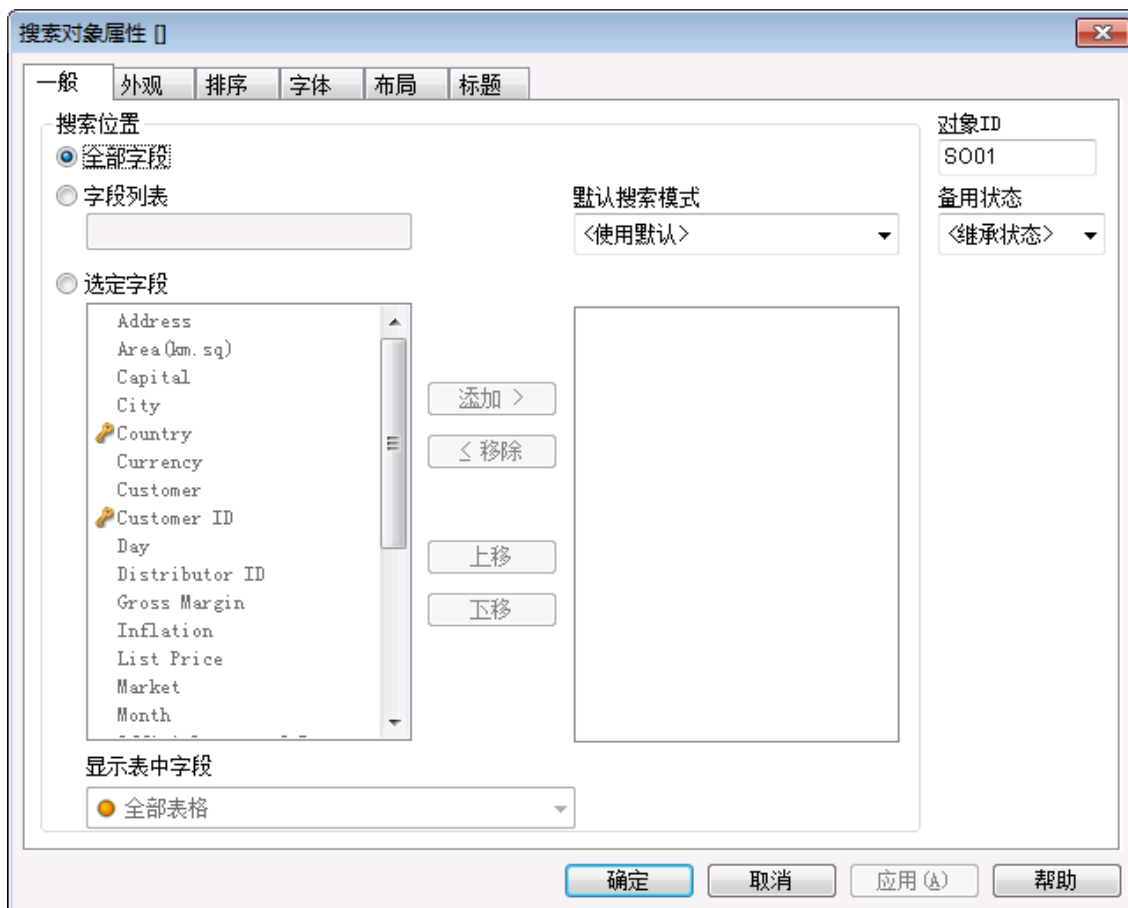 搜索对象属性 []
一般 外观 排序 字体 布局 标题
搜索位置
全部字段
字段列表
默认搜索模式
<使用默认>
对象ID
SO01
备用状态
<继承状态>
选定字段
Address
Area(km.sq)
Capital
City
Country
Currency
Customer
Customer ID
Day
Distributor ID
Gross Margin
Inflation
List Price
Market
Month
添加 >
≤ 移除
上移
下移
显示表中字段
全部表格
确定 取消 应用(A) 帮助